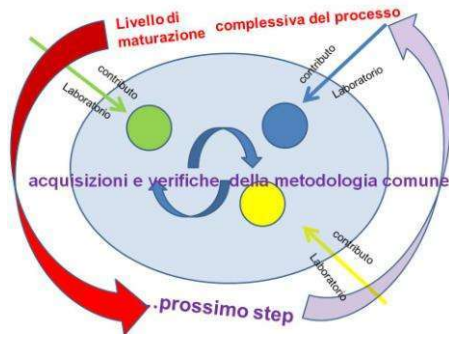 Livello di maturazione complessiva del processo
contributo
Laboratorio
contributo
Laboratorio
acquisizioni e verifiche della metodologia comune
contributo
Laboratorio
...prossimo step